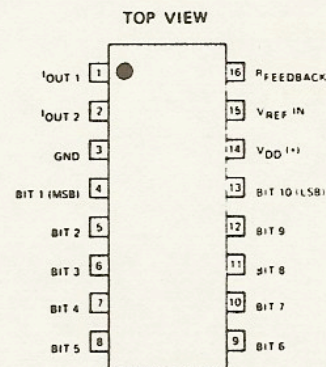 TOP VIEW
IOUT 1 1 16 RFEEDBACK
IOUT 2 2 15 VREF IN
GND 3 14 VDD (+)
BIT 1 (MSB) 4 13 BIT 10 (LSB)
BIT 2 5 12 BIT 9
BIT 3 6 11 BIT 8
BIT 4 7 10 BIT 7
BIT 5 8 9 BIT 6